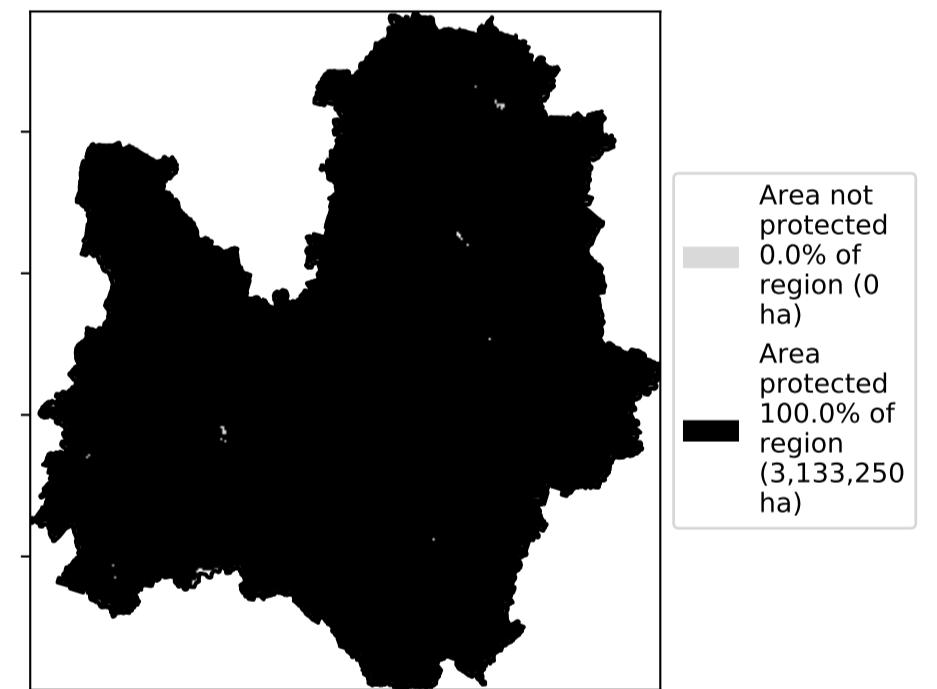 Area not
protected
0.0% of
region (0
ha)
Area
protected
100.0% of
region
(3,133,250
ha)